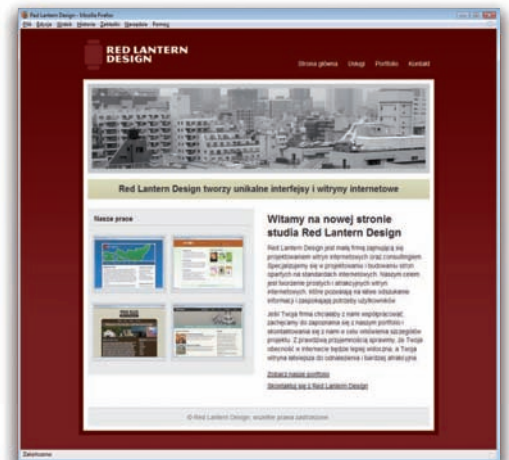 Red Lantern Design - Mozilla Firefox
Plik Edycja Widok Historia Zakładki Narzędzia Pomoc
RED LANTERN
DESIGN
Strona główna Usługi Portfolio Kontakt
Red Lantern Design tworzy unikalne interfejsy i witryny internetowe
Nasze prace
Witamy na nowej stronie
studia Red Lantern Design
Red Lantern Design jest małą firmą zajmującą się
projektowaniem witryn internetowych oraz consultingiem.
Specjalizujemy się w projektowaniu i budowaniu stron
opartych na standardach internetowych. Naszym celem
jest tworzenie prostych i atrakcyjnych witryn
internetowych, które pozwalają na łatwe odszukanie
informacji i zaspokajają potrzeby użytkowników.
Jeśli Twoja firma chciałaby z nami współpracować,
zachęcamy do zapoznania się z naszym portfolio i
skontaktowania się z nami w celu omówienia szczegółów
projektu. Z prawdziwą przyjemnością sprawimy, że Twoja
obecność w internecie będzie lepiej widoczna, a Twoja
witryna łatwiejsza do odnalezienia i bardziej atrakcyjna.
Zobacz nasze portfolio
Skontaktuj się z Red Lantern Design
© Red Lantern Design, wszelkie prawa zastrzeżone
Zakończono